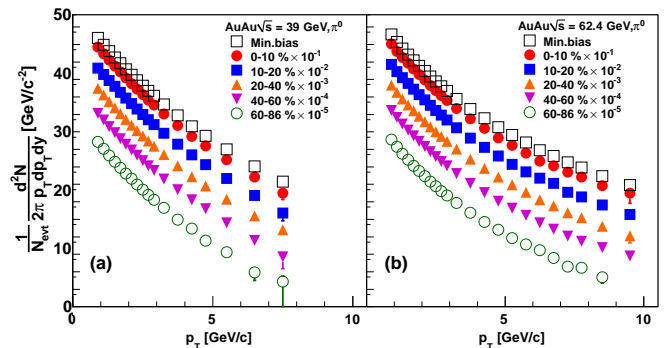 AuAu√s = 39 GeV,π⁰
Min.bias
0-10 %×10⁻¹
10-20 %×10⁻²
20-40 %×10⁻³
40-60 %×10⁻⁴
60-86 %×10⁻⁵
(a)
AuAu√s = 62.4 GeV,π⁰
Min.bias
0-10 %×10⁻¹
10-20 %×10⁻²
20-40 %×10⁻³
40-60 %×10⁻⁴
60-86 %×10⁻⁵
(b)
1/N_evt d²N/2π p_T dp_T dy [GeV/c⁻²]
50
40
30
20
10
0
0 5 10
5 10
p_T [GeV/c]
p_T [GeV/c]